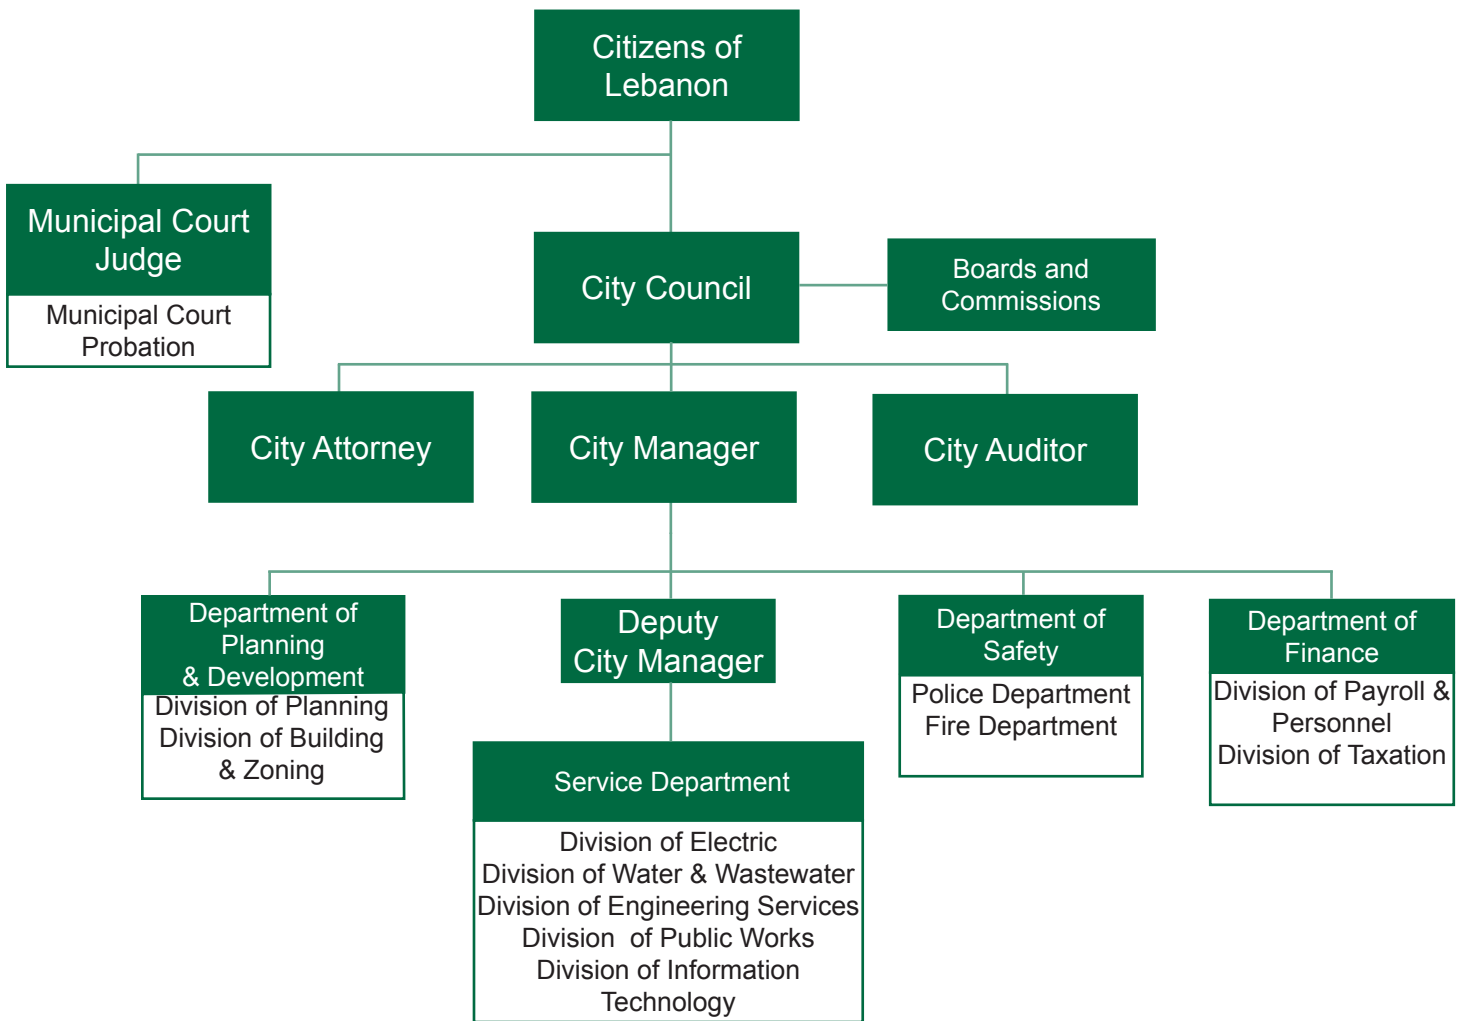 Citizens of
Lebanon
Municipal Court
Judge
Municipal Court
Probation
City Council
Boards and
Commissions
City Attorney
City Manager
City Auditor
Department of
Planning
& Development
Division of Planning
Division of Building
& Zoning
Deputy
City Manager
Department of
Safety
Police Department
Fire Department
Department of
Finance
Division of Payroll &
Personnel
Division of Taxation
Service Department
Division of Electric
Division of Water & Wastewater
Division of Engineering Services
Division  of Public Works
Division of Information
Technology